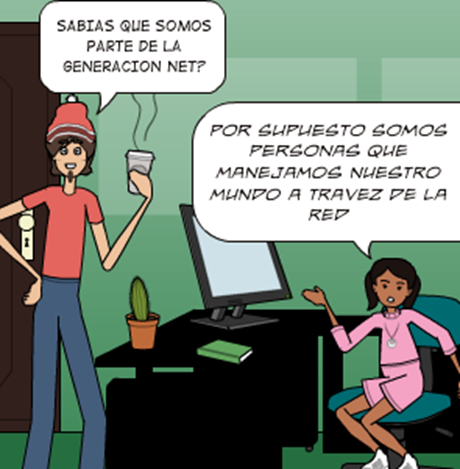 SABIAS QUE SOMOS
PARTE DE LA
GENERACION NET?
POR SUPUESTO SOMOS
PERSONAS QUE
MANEJAMOS NUESTRO
MUNDO A TRAVEZ DE LA
RED